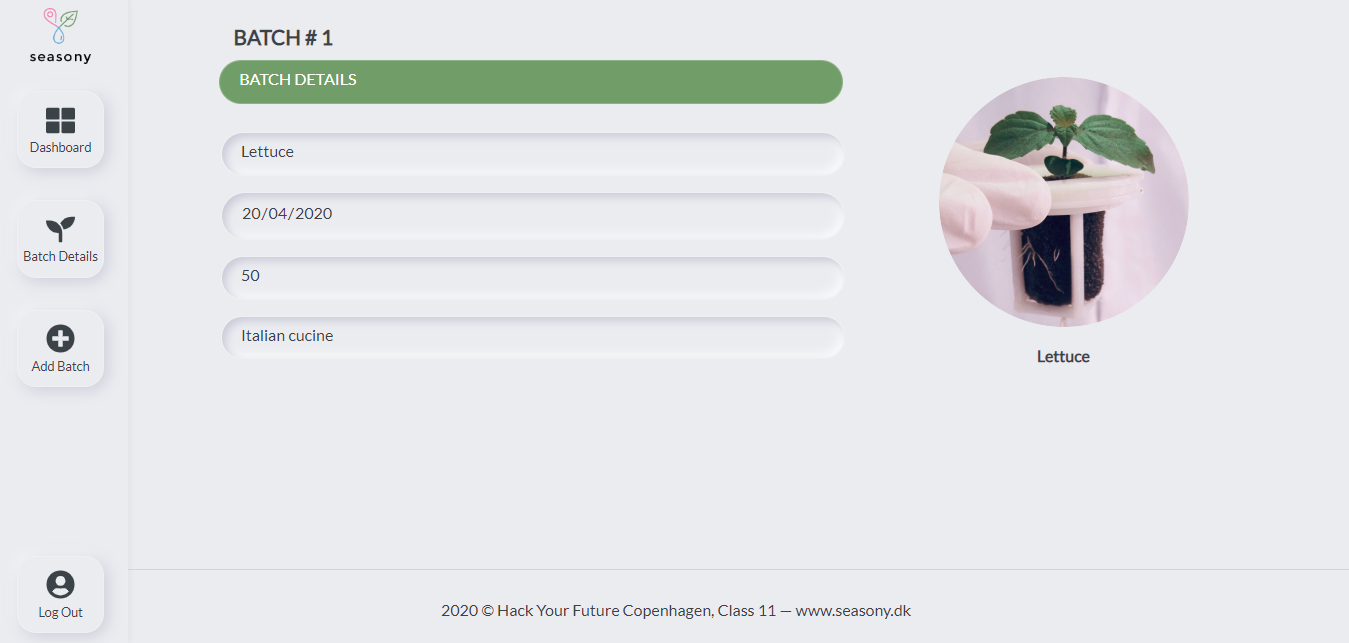 seasony
Dashboard
Batch Details
Add Batch
Log Out
BATCH # 1
BATCH DETAILS
Lettuce
20/04/2020
50
Italian cucine
Lettuce
2020 © Hack Your Future Copenhagen, Class 11 — www.seasony.dk